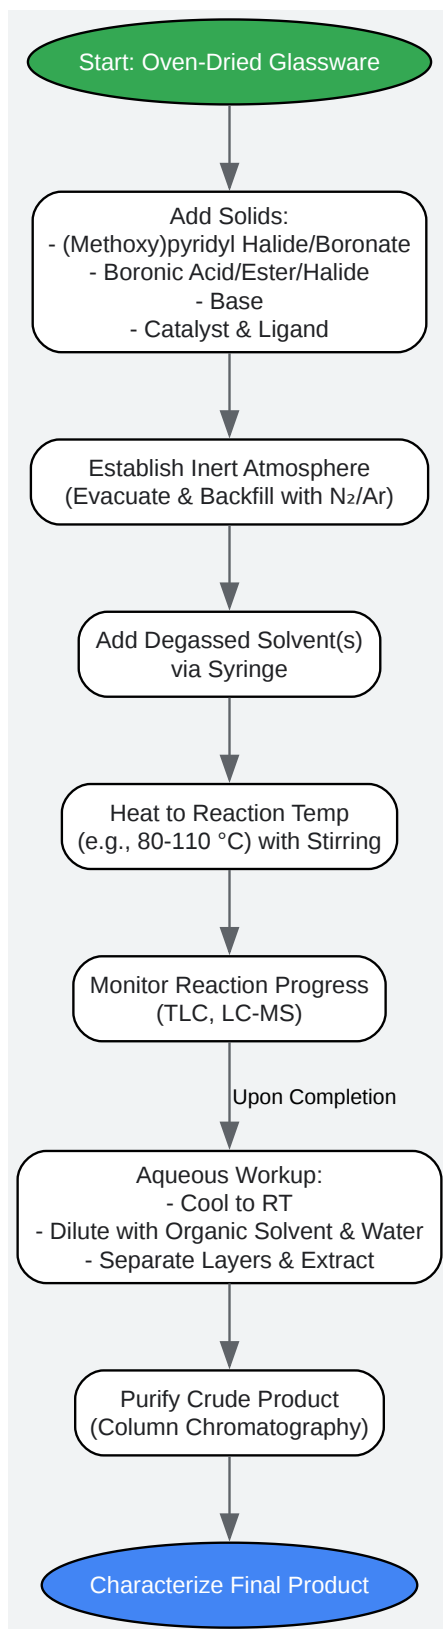 Start: Oven-Dried Glassware
Add Solids:
- (Methoxy)pyridyl Halide/Boronate
- Boronic Acid/Ester/Halide
- Base
- Catalyst & Ligand
Establish Inert Atmosphere
(Evacuate & Backfill with N₂/Ar)
Add Degassed Solvent(s)
via Syringe
Heat to Reaction Temp
(e.g., 80-110 °C) with Stirring
Monitor Reaction Progress
(TLC, LC-MS)
Upon Completion
Aqueous Workup:
- Cool to RT
- Dilute with Organic Solvent & Water
- Separate Layers & Extract
Purify Crude Product
(Column Chromatography)
Characterize Final Product